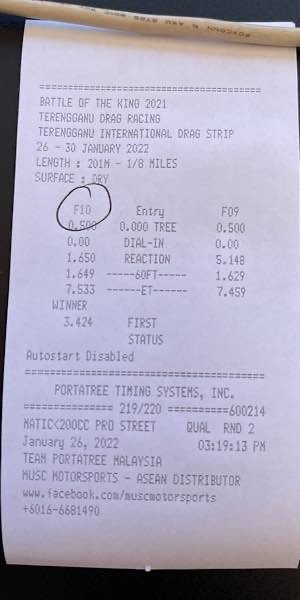 =====================================
BATTLE OF THE KING 2021
TERENGGANU DRAG RACING
TERENGGANU INTERNATIONAL DRAG STRIP
26 - 30 JANUARY 2022
LENGTH : 201M - 1/8 MILES
SURFACE : DRY
F10 Entry F09
0.500 0.000 TREE 0.500
0.00 DIAL-IN 0.00
1.650 REACTION 5.148
1.649 -----60FT----- 1.629
7.533 ------ET------ 7.459
WINNER
3.424 FIRST
STATUS
Autostart Disabled
=====================================
PORTATREE TIMING SYSTEMS, INC.
============== 219/220 ==========600214
MATIC<200CC PRO STREET QUAL RND 2
January 26, 2022 03:19:13 PM
TEAM PORTATREE MALAYSIA
MUSC MOTORSPORTS - ASEAN DISTRIBUTOR
www.facebook.com/muscmotorsports
+6016-6681490